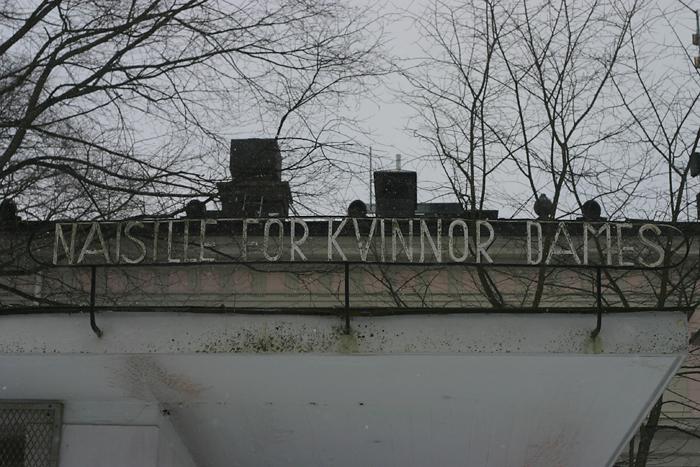 NAISILLE FÖR KVINNOR DAMES